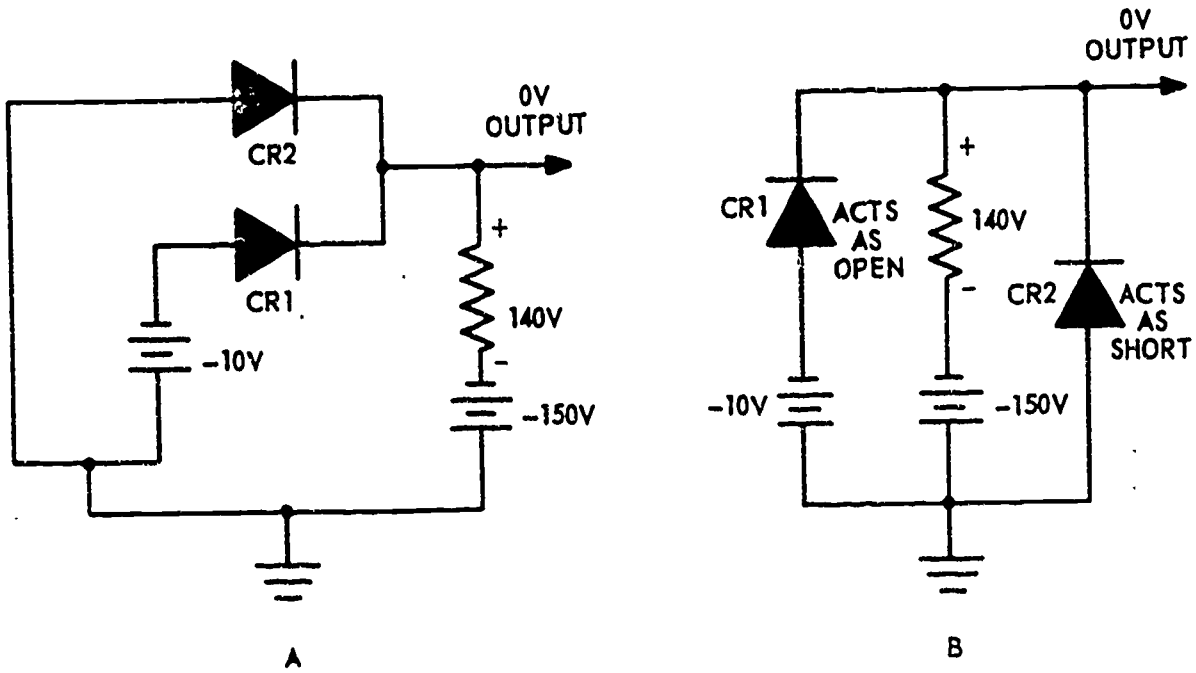 0V
OUTPUT
CR2
+
CR1
140V
-10V
-
-150V
A
0V
OUTPUT
+
CR1
ACTS
AS
OPEN
140V
-
CR2
ACTS
AS
SHORT
-10V
-150V
B